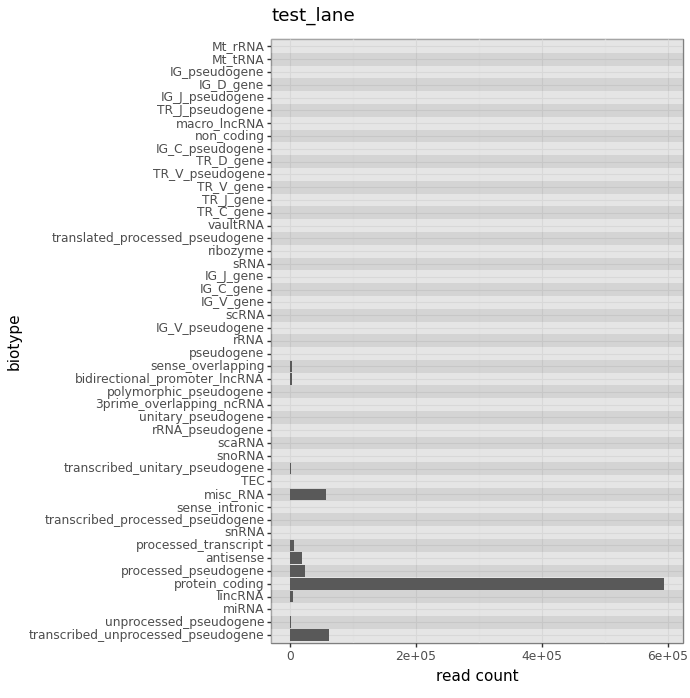 test_lane
biotype
Mt_rRNA
Mt_tRNA
IG_pseudogene
IG_D_gene
IG_J_pseudogene
TR_J_pseudogene
macro_lncRNA
non_coding
IG_C_pseudogene
TR_D_gene
TR_V_pseudogene
TR_V_gene
TR_J_gene
TR_C_gene
vaultRNA
translated_processed_pseudogene
ribozyme
sRNA
IG_J_gene
IG_C_gene
IG_V_gene
scRNA
IG_V_pseudogene
rRNA
pseudogene
sense_overlapping
bidirectional_promoter_lncRNA
polymorphic_pseudogene
3prime_overlapping_ncRNA
unitary_pseudogene
rRNA_pseudogene
scaRNA
snoRNA
transcribed_unitary_pseudogene
TEC
misc_RNA
sense_intronic
transcribed_processed_pseudogene
snRNA
processed_transcript
antisense
processed_pseudogene
protein_coding
lincRNA
miRNA
unprocessed_pseudogene
transcribed_unprocessed_pseudogene
0 2e+05 4e+05 6e+05
read count